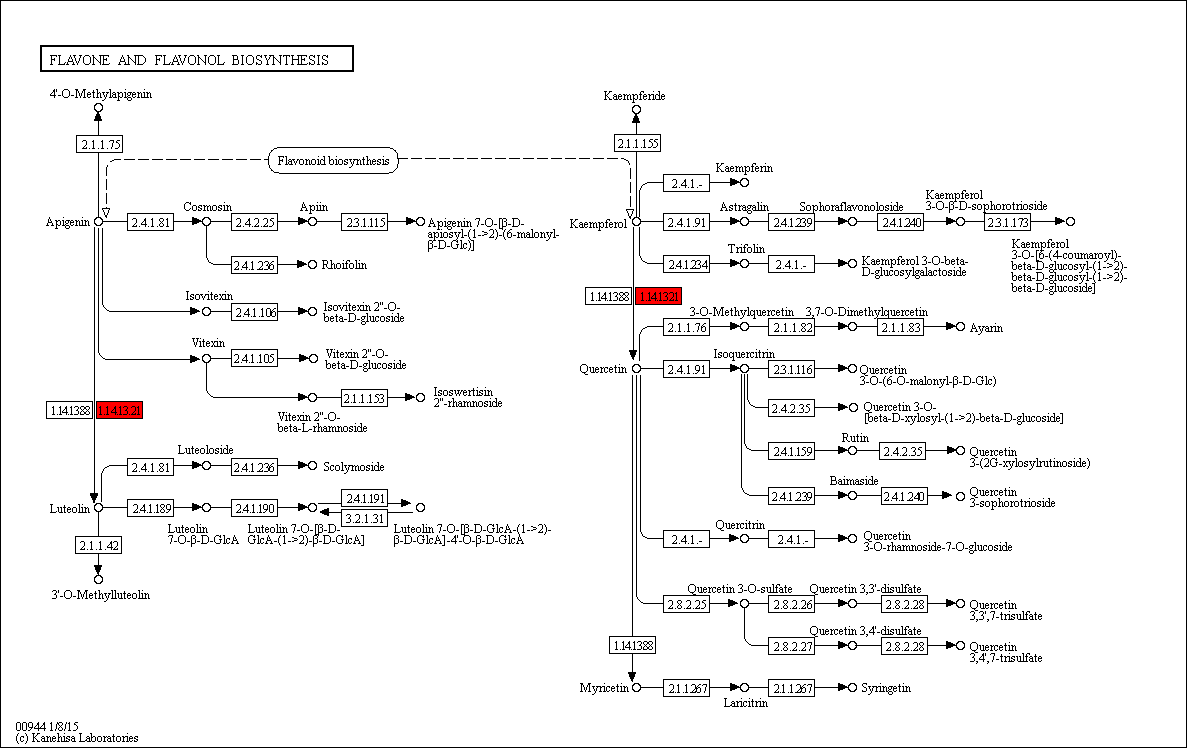 FLAVONE AND FLAVONOL BIOSYNTHESIS
4'-O-Methylapigenin
2.1.1.75
Flavonoid biosynthesis
Apigenin
2.4.1.81
Cosmosin
2.4.2.25
Apiin
2.3.1.115
Apigenin 7-O-[β-D-
apiosyl-(1->2)-(6-malonyl-
β-D-Glc)]
2.4.1.236
Rhoifolin
Isovitexin
2.4.1.106
Isovitexin 2"-O-
beta-D-glucoside
Vitexin
2.4.1.105
Vitexin 2"-O-
beta-D-glucoside
2.1.1.153
Isoswertisin
2"-rhamnoside
Vitexin 2"-O-
beta-L-rhamnoside
1.14.1388
1.14.13.21
Luteoloside
2.4.1.81
2.4.1.236
Scolymoside
Luteolin
2.4.1.189
2.4.1.190
2.4.1.191
3.2.1.31
Luteolin
7-O-β-D-GlcA
Luteolin 7-O-[β-D-
GlcA-(1->2)-β-D-GlcA]
Luteolin 7-O-[β-D-GlcA-(1->2)-
β-D-GlcA]-4'-O-β-D-GlcA
2.1.1.42
3'-O-Methylluteolin
Kaempferide
2.1.1.155
Kaempferin
2.4.1.-
Kaempferol
2.4.1.91
Astragalin
2.4.1.239
Sophoraflavonoloside
2.4.1.240
Kaempferol
3-O-β-D-sophorotrioside
2.3.1.173
Kaempferol
3-O-[6-(4-coumaroyl)-
beta-D-glucosyl-(1->2)-
beta-D-glucosyl-(1->2)-
beta-D-glucoside]
2.4.1.234
Trifolin
2.4.1.-
Kaempferol 3-O-beta-
D-glucosylgalactoside
1.14.1388
1.14.1321
3-O-Methylquercetin
3,7-O-Dimethylquercetin
2.1.1.76
2.1.1.82
2.1.1.83
Ayarin
Quercetin
2.4.1.91
Isoquercitrin
2.3.1.116
Quercetin
3-O-(6-O-malonyl-β-D-Glc)
2.4.2.35
Quercetin 3-O-
[beta-D-xylosyl-(1->2)-beta-D-glucoside]
2.4.1.159
Rutin
2.4.2.35
Quercetin
3-(2G-xylosylrutinoside)
2.4.1.239
Baimaside
2.4.1.240
Quercetin
3-sophorotrioside
2.4.1.-
Quercitrin
2.4.1.-
Quercetin
3-O-rhamnoside-7-O-glucoside
2.8.2.25
Quercetin 3-O-sulfate
2.8.2.26
Quercetin 3,3'-disulfate
2.8.2.28
Quercetin
3,3',7-trisulfate
2.8.2.27
Quercetin 3,4'-disulfate
2.8.2.28
Quercetin
3,4',7-trisulfate
1.14.1388
Myricetin
2.1.1.267
Laricitrin
2.1.1.267
Syringetin
00944 1/8/15
(c) Kanehisa Laboratories